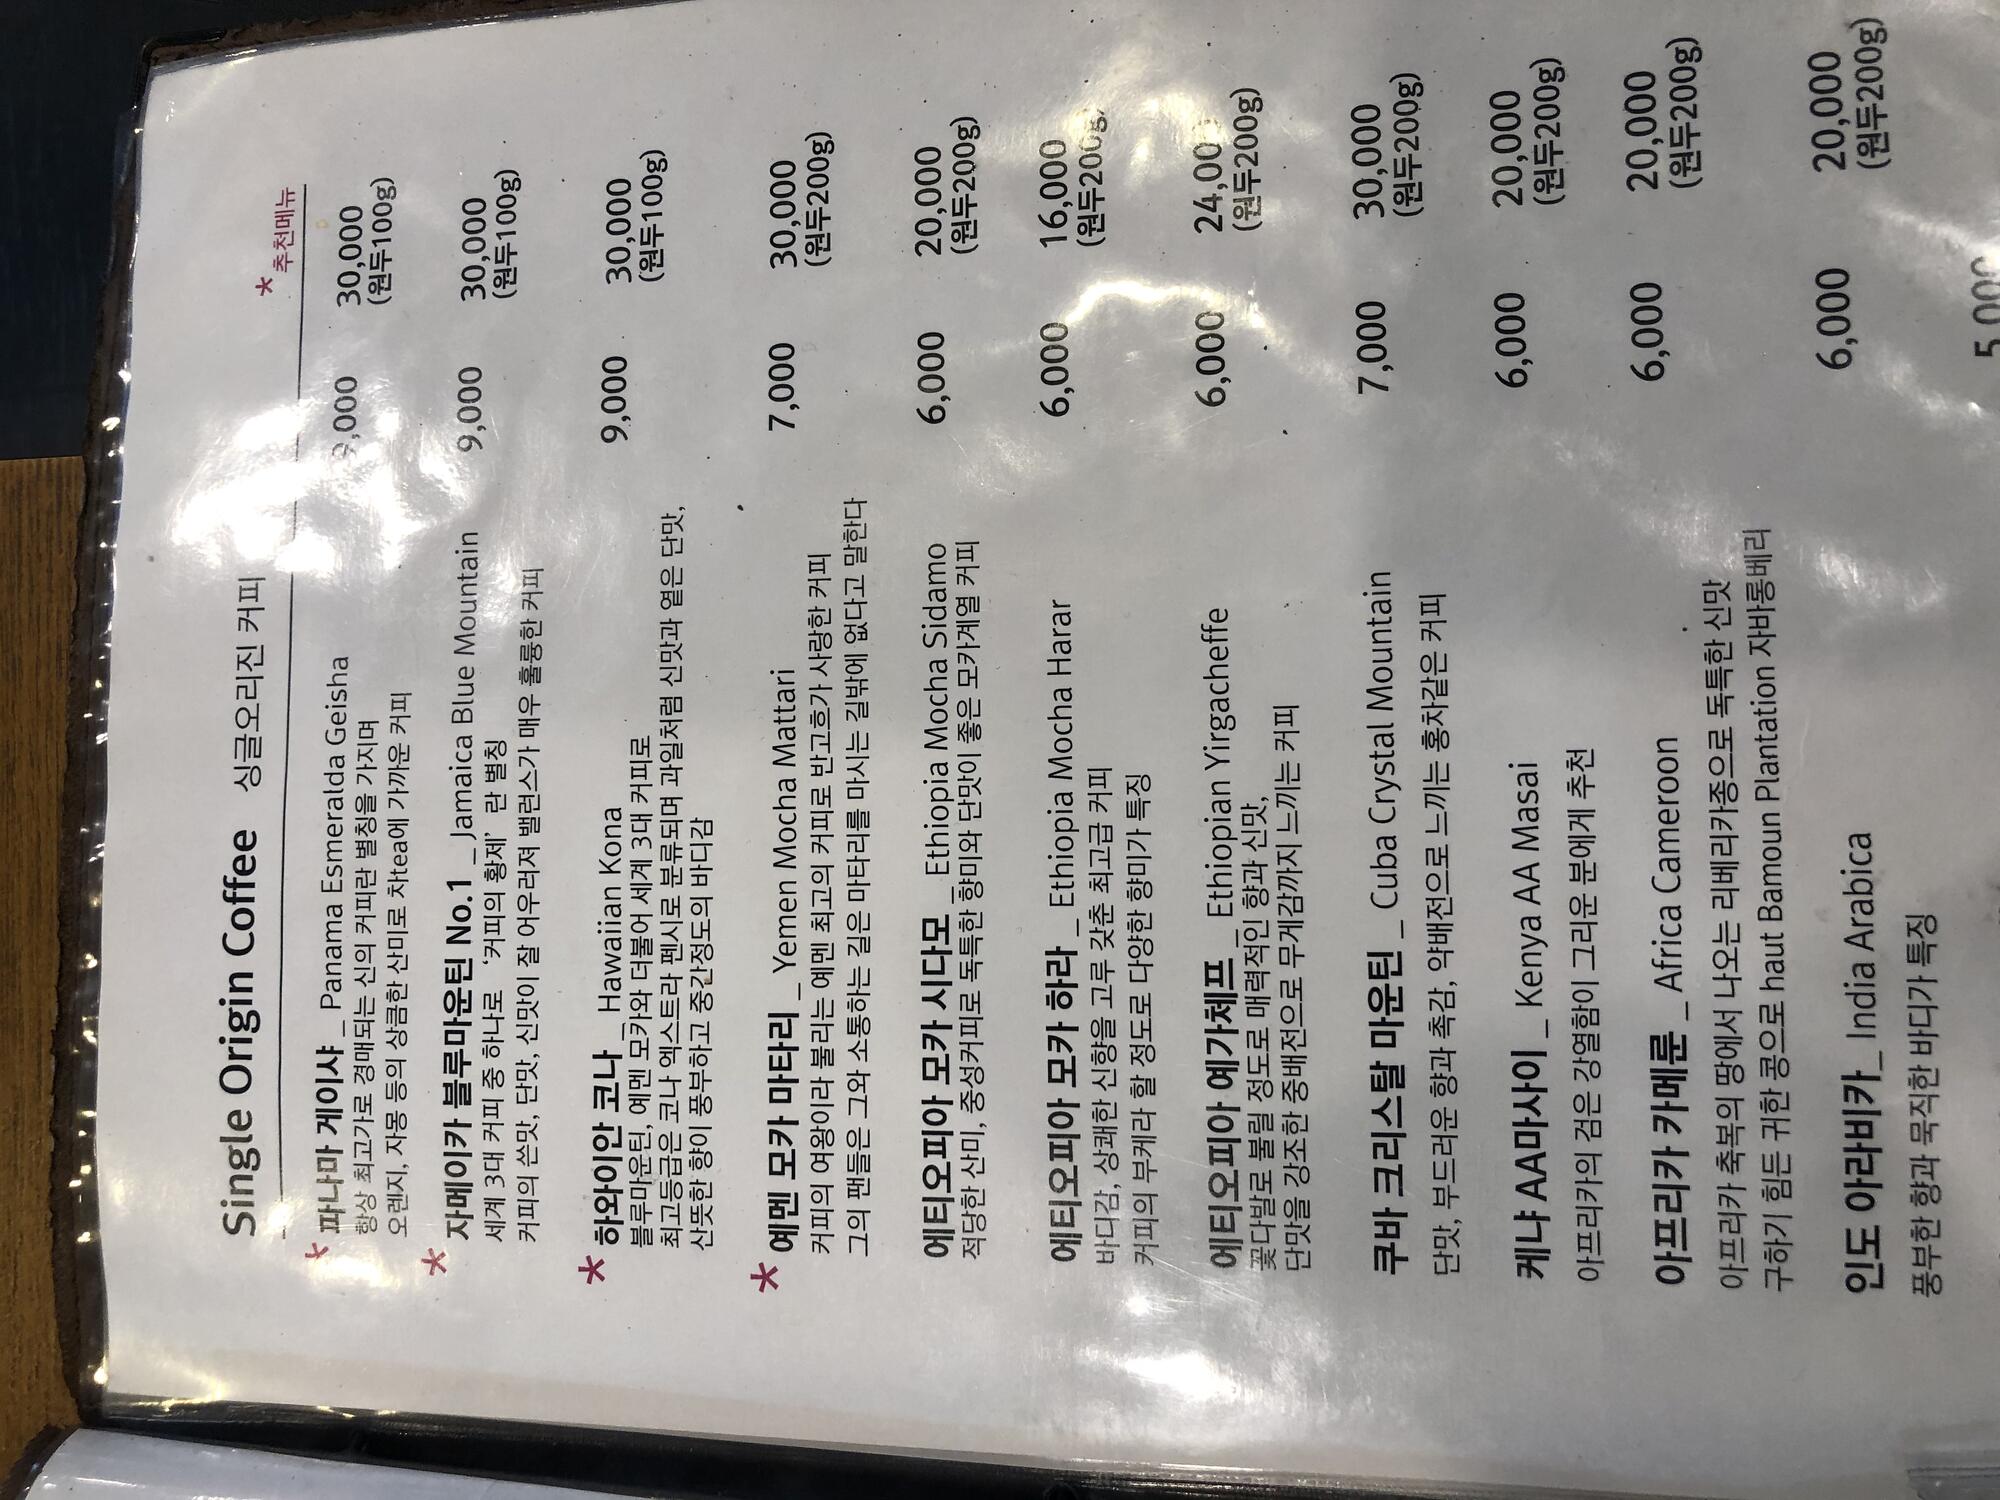 Single Origin Coffee 싱글오리진 커피
* 추천메뉴
* 파나마 게이샤 _ Panama Esmeralda Geisha 9,000 30,000
항상 최고가로 경매되는 신의 커피란 별칭을 가지며 (원두100g)
오렌지, 자몽 등의 상큼한 산미로 차tea에 가까운 커피
* 자메이카 블루마운틴 No.1 _ Jamaica Blue Mountain 9,000 30,000
세계 3대 커피 중 하나로 ‘커피의 황제’ 란 별칭 (원두100g)
커피의 쓴맛, 단맛, 신맛이 잘 어우러져 밸런스가 매우 훌륭한 커피
* 하와이안 코나 _ Hawaiian Kona 9,000 30,000
블루마운틴, 예멘 모카와 더불어 세계 3대 커피로 (원두100g)
최고등급은 코나 엑스트라 팬시로 분류되며 과일처럼 신맛과 옅은 단맛,
산뜻한 향이 풍부하고 중간정도의 바디감
* 예멘 모카 마타리 _ Yemen Mocha Mattari 7,000 30,000
커피의 여왕이라 불리는 예멘 최고의 커피로 반고흐가 사랑한 커피 (원두200g)
그의 팬들은 그와 소통하는 길은 마타리를 마시는 길밖에 없다고 말한다
에티오피아 모카 시다모 _ Ethiopia Mocha Sidamo 6,000 20,000
적당한 산미, 중성커피로 독특한 향미와 단맛이 좋은 모카계열 커피 (원두200g)
에티오피아 모카 하라 _ Ethiopia Mocha Harar 6,000 16,000
바디감, 상쾌한 신향을 고루 갖춘 최고급 커피 (원두200g)
커피의 부케라 할 정도로 다양한 향미가 특징
에티오피아 예가체프 _ Ethiopian Yirgacheffe 6,000 24,000
꽃다발로 불릴 정도로 매력적인 향과 신맛, (원두200g)
단맛을 강조한 중배전으로 무게감까지 느끼는 커피
쿠바 크리스탈 마운틴 _ Cuba Crystal Mountain 7,000 30,000
단맛, 부드러운 향과 촉감, 약배전으로 느끼는 홍차같은 커피 (원두200g)
케냐 AA마사이 _ Kenya AA Masai 6,000 20,000
아프리카의 검은 강열함이 그리운 분에게 추천 (원두200g)
아프리카 카메룬 _ Africa Cameroon 6,000 20,000
아프리카 축복의 땅에서 나오는 리베리카종으로 독특한 신맛 (원두200g)
구하기 힘든 귀한 콩으로 haut Bamoun Plantation 자바롱베리
인도 아라비카 _ India Arabica 6,000 20,000
풍부한 향과 묵직한 바디가 특징 (원두200g)
5,000